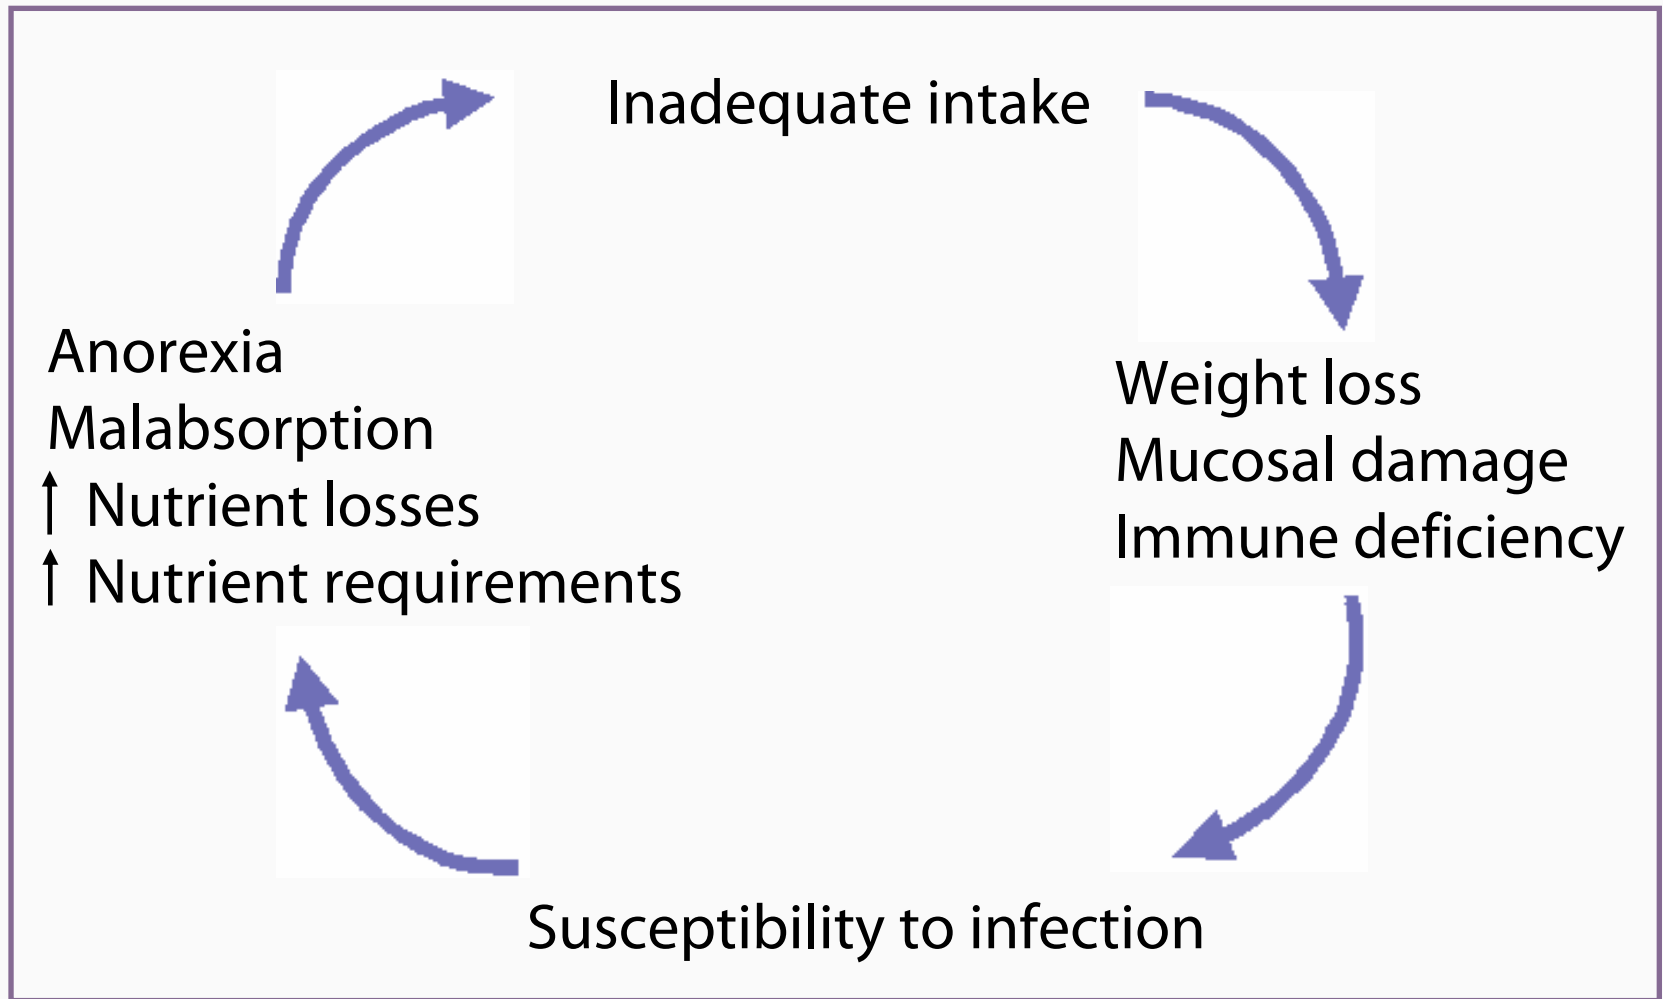 Inadequate intake
Anorexia
Malabsorption
↑ Nutrient losses
↑ Nutrient requirements
Weight loss
Mucosal damage
Immune deficiency
Susceptibility to infection